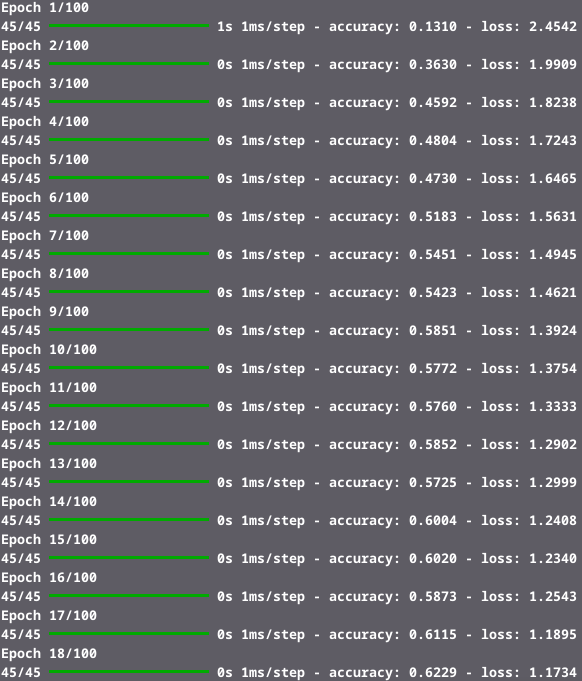 Epoch 1/100
45/45 1s 1ms/step - accuracy: 0.1310 - loss: 2.4542
Epoch 2/100
45/45 0s 1ms/step - accuracy: 0.3630 - loss: 1.9909
Epoch 3/100
45/45 0s 1ms/step - accuracy: 0.4592 - loss: 1.8238
Epoch 4/100
45/45 0s 1ms/step - accuracy: 0.4804 - loss: 1.7243
Epoch 5/100
45/45 0s 1ms/step - accuracy: 0.4730 - loss: 1.6465
Epoch 6/100
45/45 0s 1ms/step - accuracy: 0.5183 - loss: 1.5631
Epoch 7/100
45/45 0s 1ms/step - accuracy: 0.5451 - loss: 1.4945
Epoch 8/100
45/45 0s 1ms/step - accuracy: 0.5423 - loss: 1.4621
Epoch 9/100
45/45 0s 1ms/step - accuracy: 0.5851 - loss: 1.3924
Epoch 10/100
45/45 0s 1ms/step - accuracy: 0.5772 - loss: 1.3754
Epoch 11/100
45/45 0s 1ms/step - accuracy: 0.5760 - loss: 1.3333
Epoch 12/100
45/45 0s 1ms/step - accuracy: 0.5852 - loss: 1.2902
Epoch 13/100
45/45 0s 1ms/step - accuracy: 0.5725 - loss: 1.2999
Epoch 14/100
45/45 0s 1ms/step - accuracy: 0.6004 - loss: 1.2408
Epoch 15/100
45/45 0s 1ms/step - accuracy: 0.6020 - loss: 1.2340
Epoch 16/100
45/45 0s 1ms/step - accuracy: 0.5873 - loss: 1.2543
Epoch 17/100
45/45 0s 1ms/step - accuracy: 0.6115 - loss: 1.1895
Epoch 18/100
45/45 0s 1ms/step - accuracy: 0.6229 - loss: 1.1734